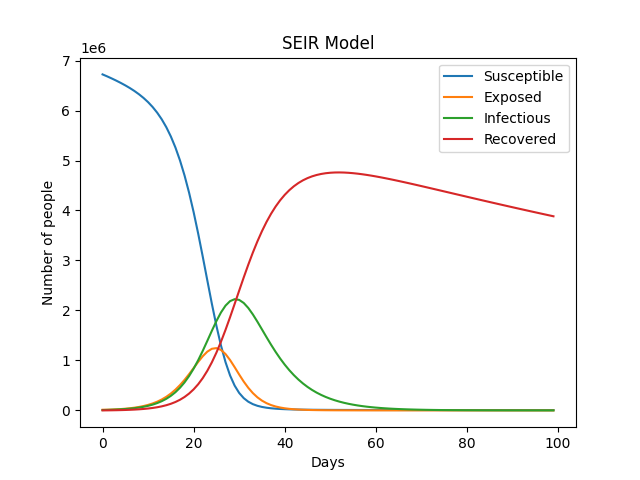 SEIR Model
1e6
7
6
5
4
3
2
1
0
Number of people
Susceptible
Exposed
Infectious
Recovered
0 20 40 60 80 100
Days